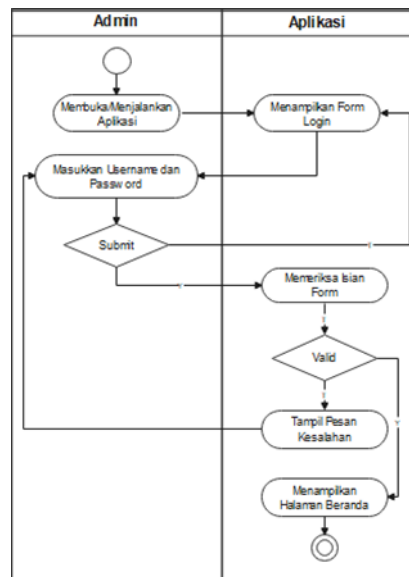 Admin
Aplikasi
Membuka/Menjalankan
Aplikasi
Menampilkan Form
Login
Masukkan Username dan
Password
Submit
Y
Memeriksa Isian
Form
Y
Valid
Y
Y
Tampil Pesan
Kesalahan
Menampilkan
Halaman Beranda